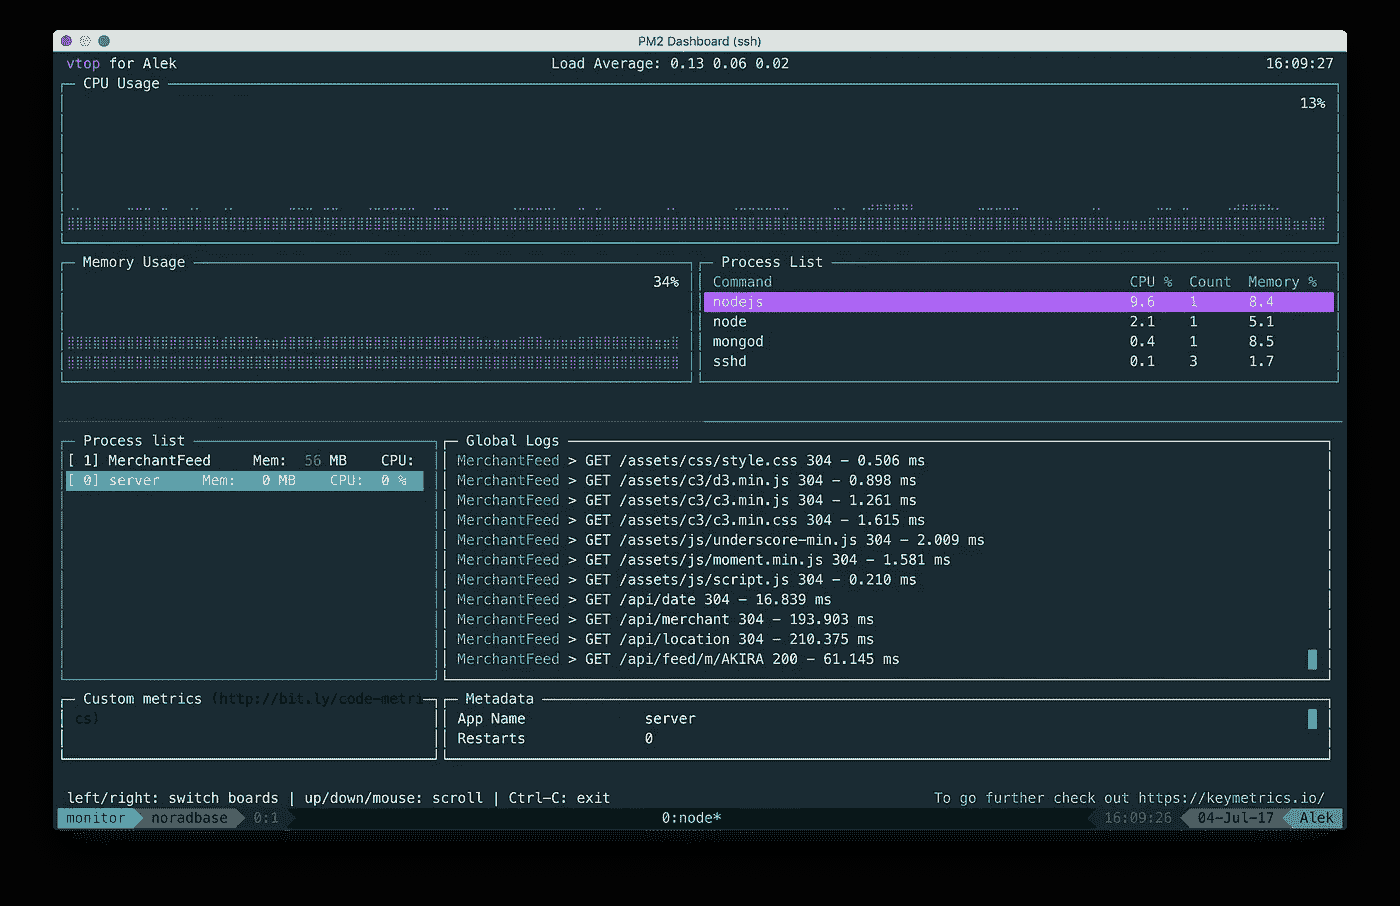 PM2 Dashboard (ssh)
vtop for Alek Load Average: 0.13 0.06 0.02 16:09:27
CPU Usage
13%
Memory Usage
34%
Process List
Command CPU % Count Memory %
nodejs 9.6 1 8.4
node 2.1 1 5.1
mongod 0.4 1 8.5
sshd 0.1 3 1.7
Process list
[ 1] MerchantFeed Mem: 56 MB CPU:
[ 0] server Mem: 0 MB CPU: 0 %
Global Logs
MerchantFeed > GET /assets/css/style.css 304 - 0.506 ms
MerchantFeed > GET /assets/c3/d3.min.js 304 - 0.898 ms
MerchantFeed > GET /assets/c3/c3.min.js 304 - 1.261 ms
MerchantFeed > GET /assets/c3/c3.min.css 304 - 1.615 ms
MerchantFeed > GET /assets/js/underscore-min.js 304 - 2.009 ms
MerchantFeed > GET /assets/js/moment.min.js 304 - 1.581 ms
MerchantFeed > GET /assets/js/script.js 304 - 0.210 ms
MerchantFeed > GET /api/date 304 - 16.839 ms
MerchantFeed > GET /api/merchant 304 - 193.903 ms
MerchantFeed > GET /api/location 304 - 210.375 ms
MerchantFeed > GET /api/feed/m/AKIRA 200 - 61.145 ms
Custom metrics (http://bit.ly/code-metri
cs)
Metadata
App Name server
Restarts 0
left/right: switch boards | up/down/mouse: scroll | Ctrl-C: exit To go further check out https://keymetrics.io/
monitor noradbase 0:1 0:node* 16:09:26 04-Jul-17 Alek